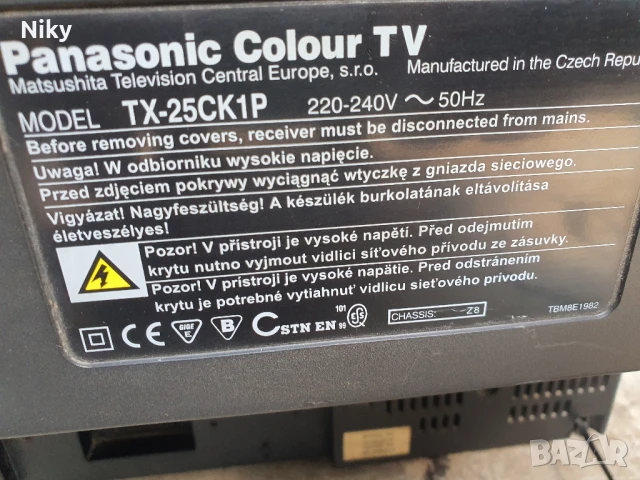 Niky
Panasonic Colour TV
Matsushita Television Central Europe, s.r.o.
Manufactured in the Czech Repu
MODEL TX-25CK1P 220-240V ~ 50Hz
Before removing covers, receiver must be disconnected from mains.
Uwaga! W odbiorniku wysokie napięcie.
Przed zdjęciem pokrywy wyciągnąć wtyczkę z gniazda sieciowego.
Vigyázat! Nagyfeszültség! A készülék burkolatának eltávolítása
életveszélyes!
Pozor! V přístroji je vysoké napětí. Před odejmutím
krytu nutno vyjmout vidlici síťového přívodu ze zásuvky.
Pozor! V prístroji je vysoké napätie. Pred odstránením
krytu je potrebné vytiahnuť vidlicu sieťového prívodu.
CE B CSTN EN 101 99
CHASSIS: Z8
TBM8E1982
BAZAR